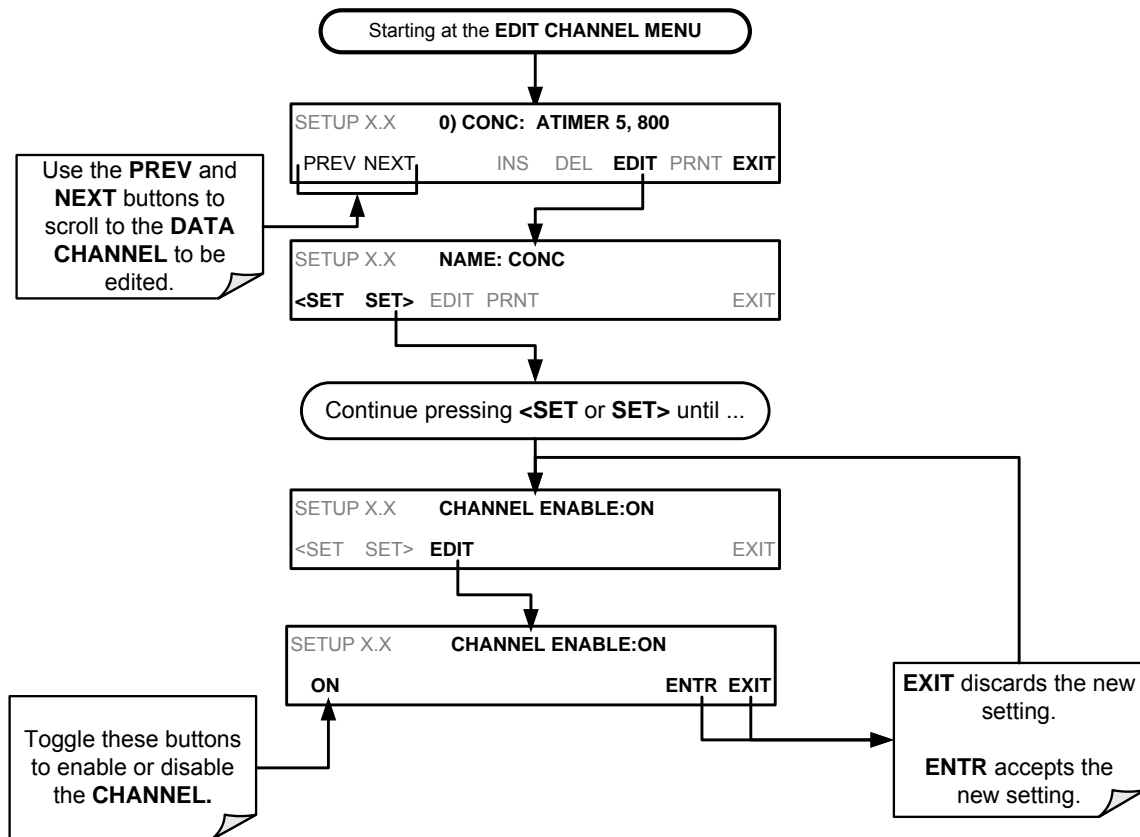 Starting at the EDIT CHANNEL MENU
SETUP X.X 0) CONC: ATIMER 5, 800
PREV NEXT INS DEL EDIT PRNT EXIT
Use the PREV and
NEXT buttons to
scroll to the DATA
CHANNEL to be
edited.
SETUP X.X NAME: CONC
<SET SET> EDIT PRNT EXIT
Continue pressing <SET or SET> until ...
SETUP X.X CHANNEL ENABLE:ON
<SET SET> EDIT EXIT
SETUP X.X CHANNEL ENABLE:ON
ON ENTR EXIT
Toggle these buttons
to enable or disable
the CHANNEL.
EXIT discards the new
setting.
ENTR accepts the
new setting.